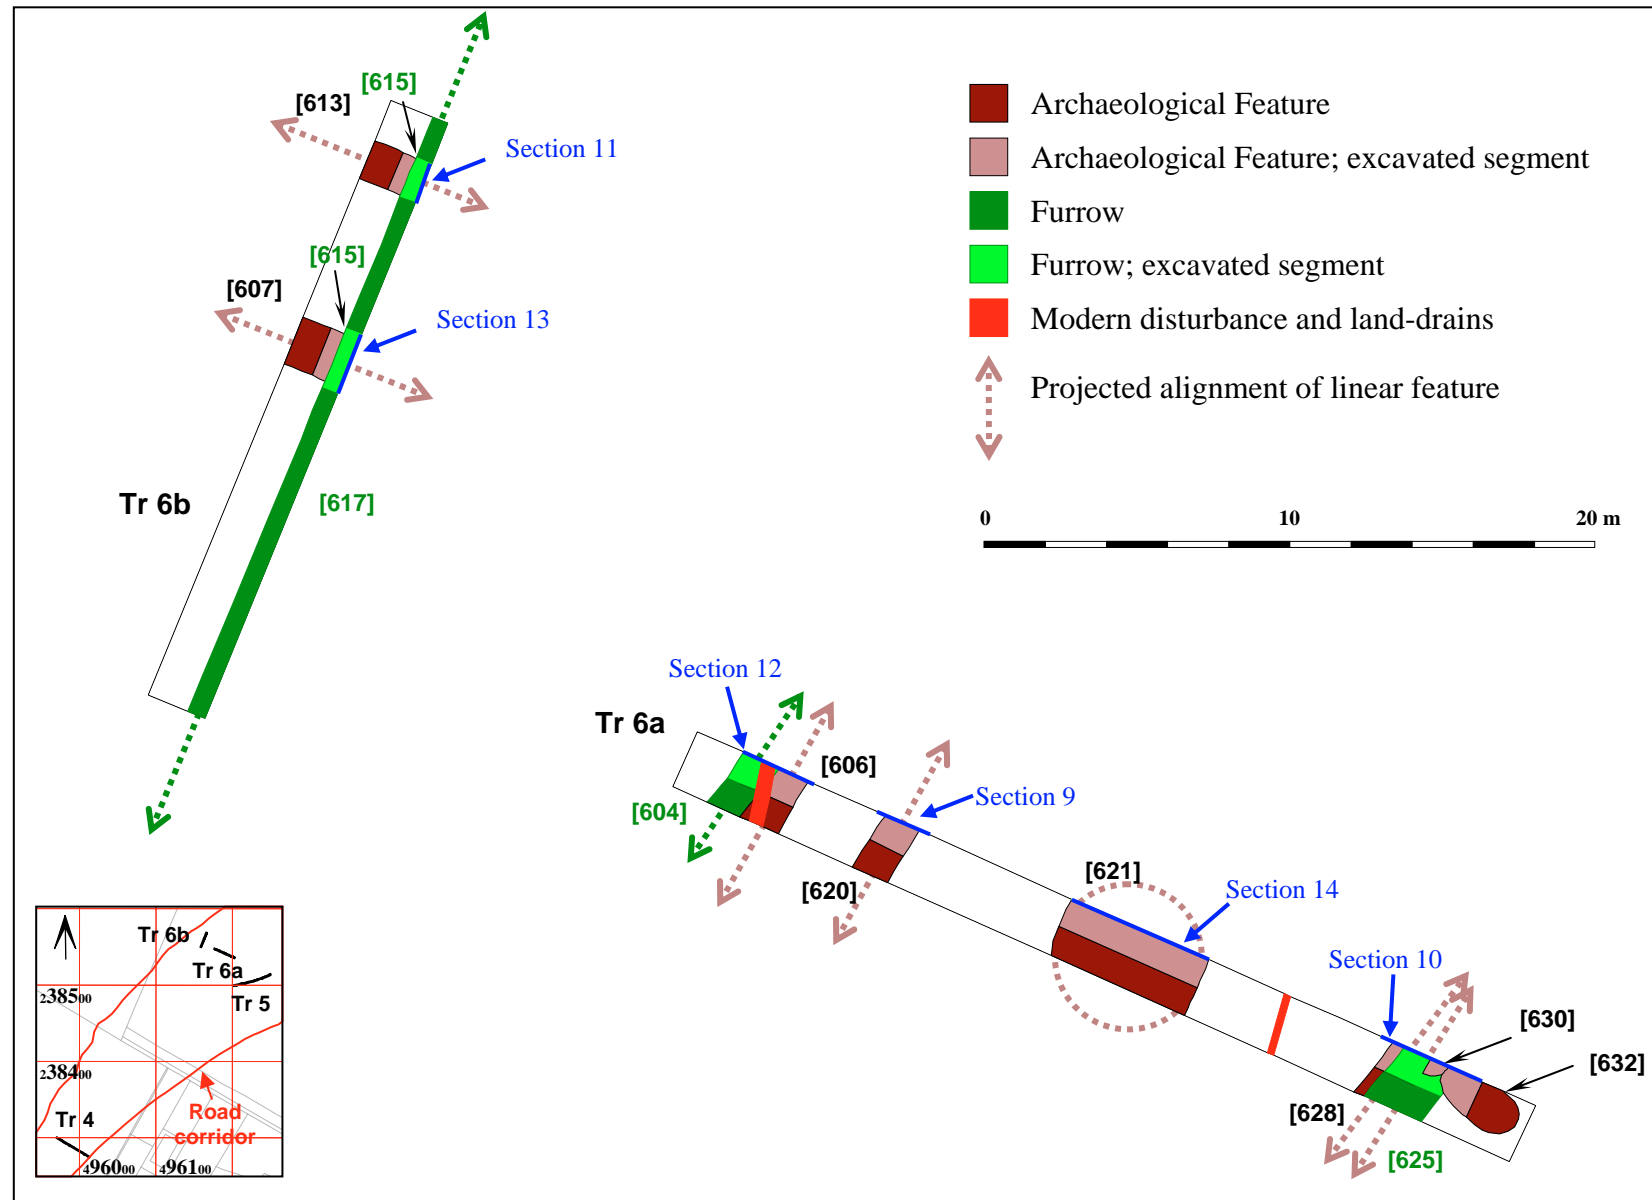 [615]
[613]
Section 11
[615]
[607]
Section 13
Tr 6b
[617]
Archaeological Feature
Archaeological Feature; excavated segment
Furrow
Furrow; excavated segment
Modern disturbance and land-drains
Projected alignment of linear feature
0 10 20 m
Section 12
Tr 6a
[606]
[604]
Section 9
[620]
[621]
Section 14
Section 10
[630]
[632]
[628]
[625]
Tr 6b
Tr 6a
Tr 5
238500
238400
Tr 4
Road
corridor
496000 496100